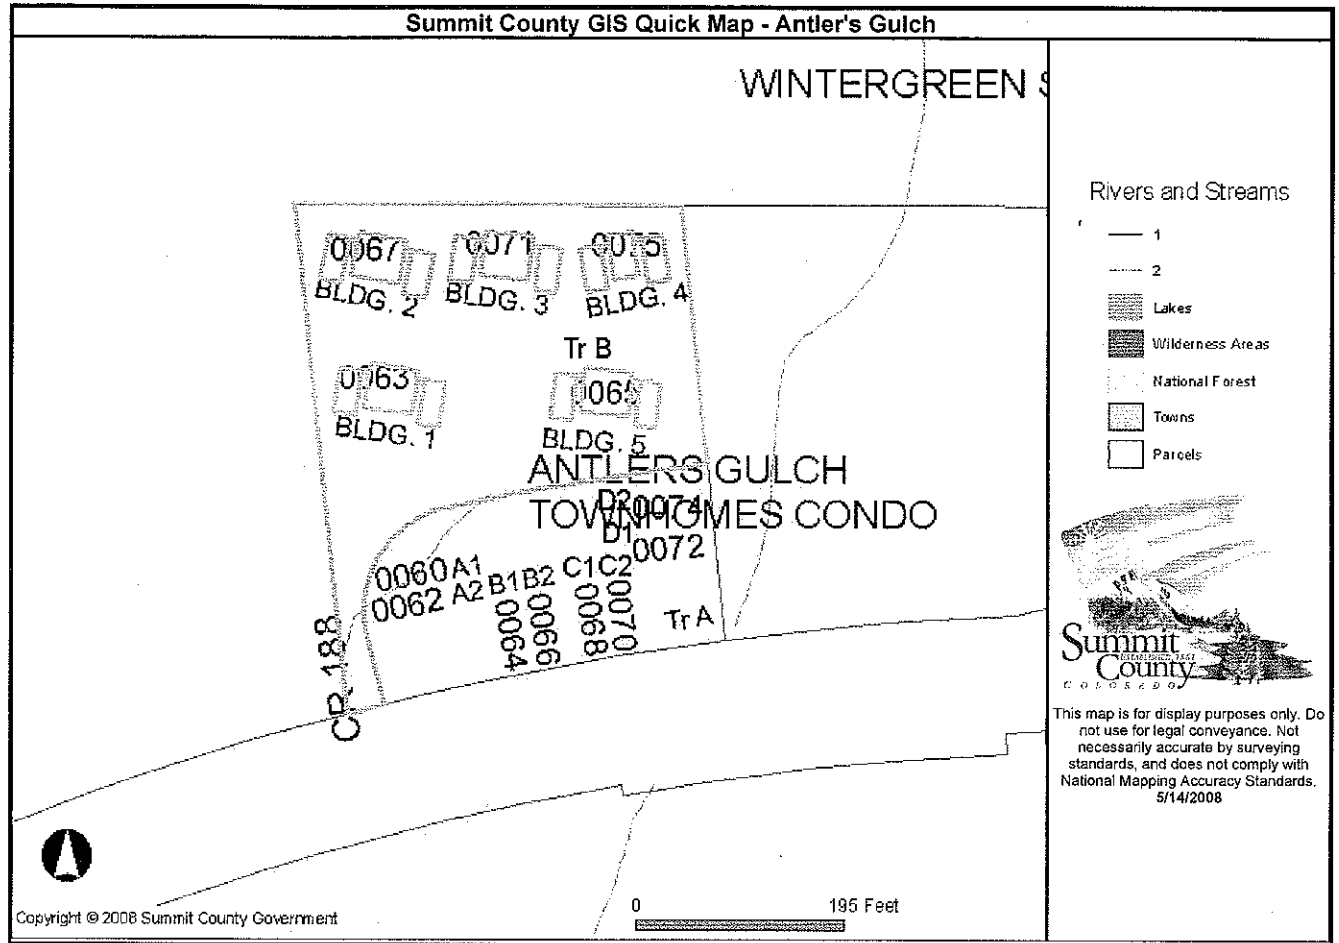 Summit County GIS Quick Map - Antler's Gulch
WINTERGREEN S
0067
0071
BLDG. 2
BLDG. 3
BLDG. 4
Tr B
0063
0065
BLDG. 1
BLDG. 5
ANTLERS GULCH
TOWNHOMES CONDO
D2 0074
D1
0072
0060 A1
0062 A2
B1 B2
C1 C2
0064
0066
0068
0070
Tr A
CR. 188
Rivers and Streams
1
2
Lakes
Wilderness Areas
National Forest
Towns
Parcels
Summit
County
COLORADO
This map is for display purposes only. Do
not use for legal conveyance. Not
necessarily accurate by surveying
standards, and does not comply with
National Mapping Accuracy Standards.
5/14/2008
0
195 Feet
Copyright © 2008 Summit County Government